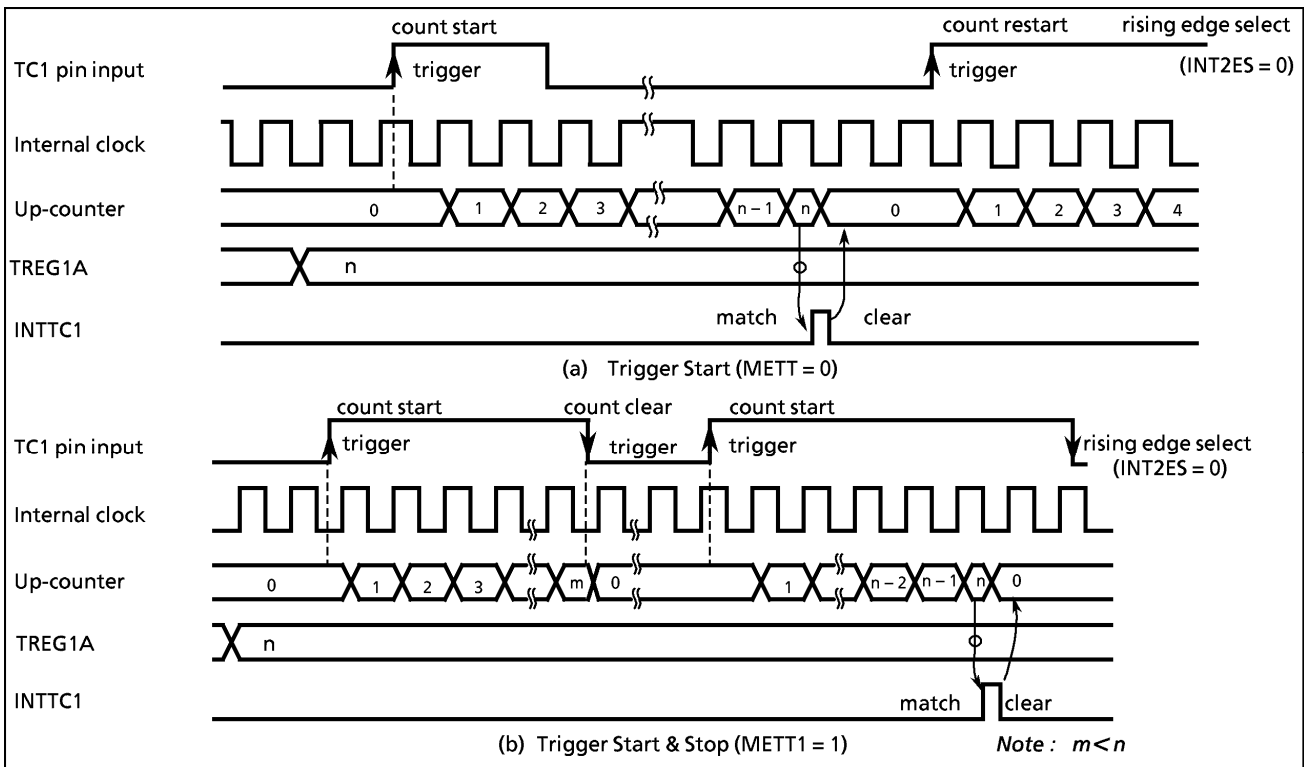 count start count restart rising edge select
TC1 pin input trigger trigger (INT2ES = 0)
Internal clock
Up-counter 0 1 2 3 n – 1 n 0 1 2 3 4
TREG1A n
INTTC1 match clear
(a) Trigger Start (METT = 0)
count start count clear count start
TC1 pin input trigger trigger trigger rising edge select
(INT2ES = 0)
Internal clock
Up-counter 0 1 2 3 m 0 1 n – 2 n – 1 n 0
TREG1A n
INTTC1 match clear
(b) Trigger Start & Stop (METT1 = 1) Note : m<n